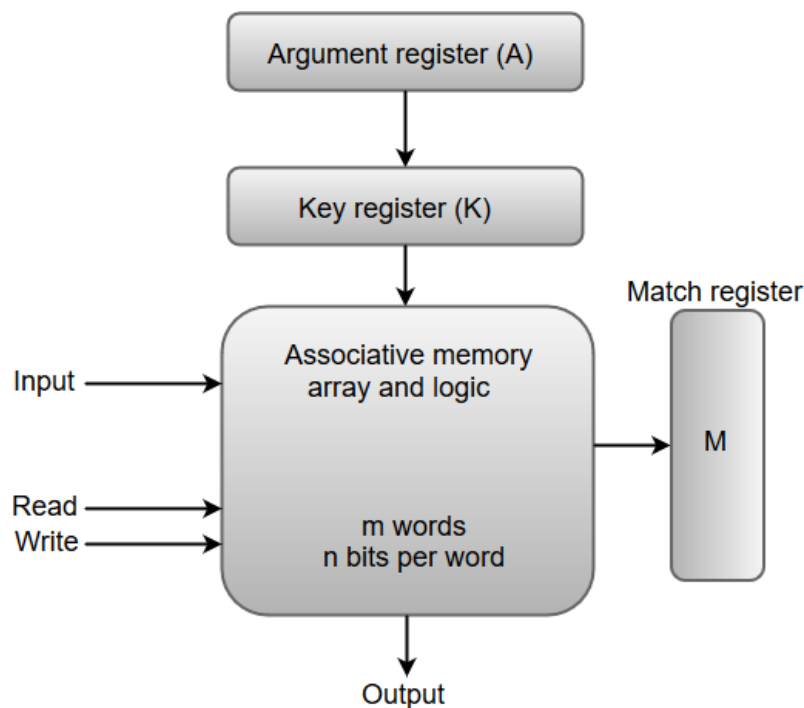 Argument register (A)
Key register (K)
Match register
Associative memory
array and logic
Input
M
Read
Write
m words
n bits per word
Output